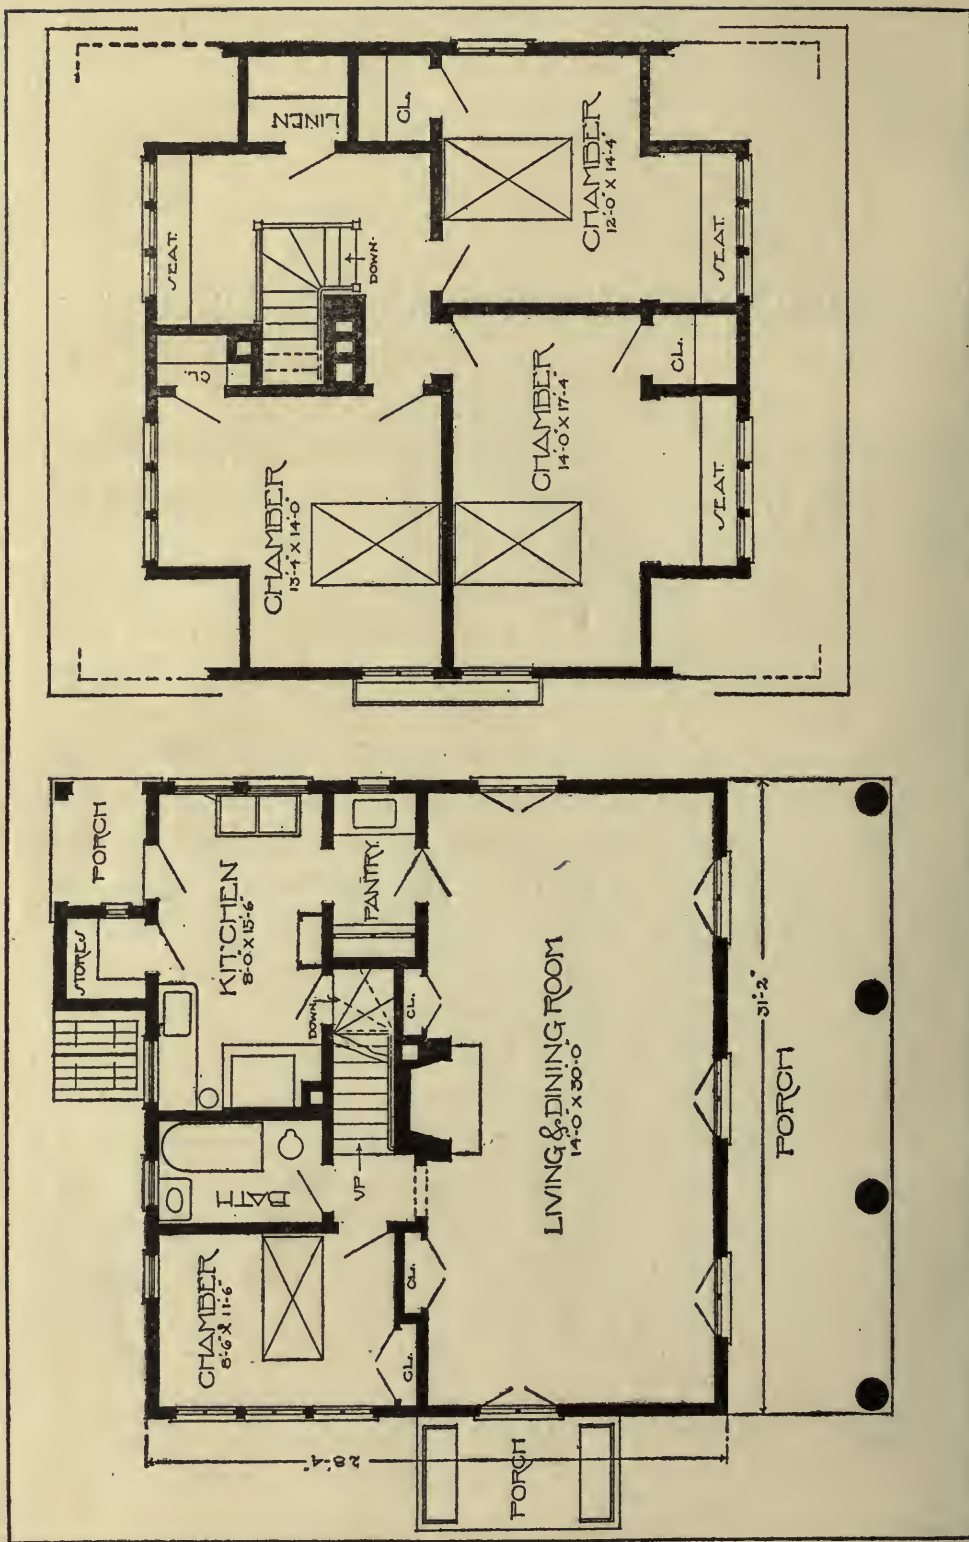 LINEN
CL.
CHAMBER
12'-0" X 14'-4"
SEAT.
SEAT.
DOWN.
CL.
CHAMBER
14'-0" X 17'-4"
CL.
SEAT.
CHAMBER
13'-4" X 14'-0"
PORCH
STORES
KITCHEN
8'-0" X 15'-6"
PANTRY.
DOWN.
CL.
LIVING & DINING ROOM
14'-0" X 30'-0"
31'-2"
PORCH
BATH
UP
CL.
CHAMBER
8'-6" X 11'-6"
CL.
28'-4"
PORCH